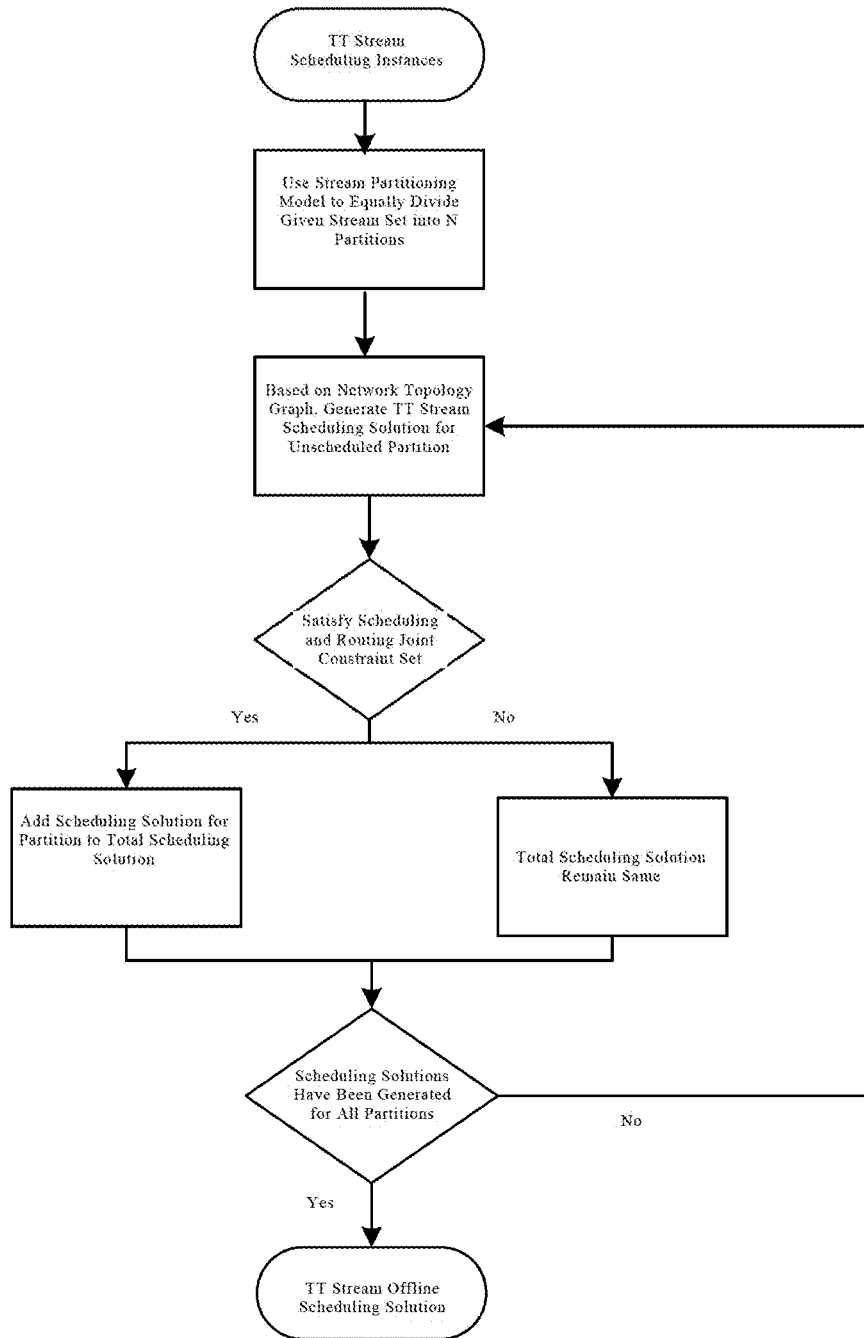 TT Stream
Scheduling Instances
Use Stream Partitioning
Model to Equally Divide
Given Stream Set into N
Partitions
Based on Network Topology
Graph, Generate TT Stream
Scheduling Solution for
Unscheduled Partition
Satisfy Scheduling
and Routing Joint
Constraint Set
Yes
No
Add Scheduling Solution for
Partition to Total Scheduling
Solution
Total Scheduling Solution
Remain Same
Scheduling Solutions
Have Been Generated
for All Partitions
No
Yes
TT Stream Offline
Scheduling Solution